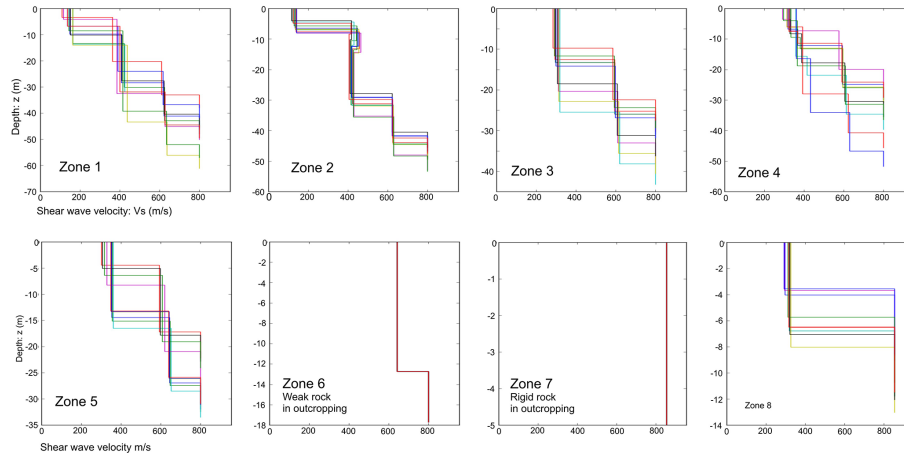 0
-10
-20
-30
-40
-50
-60
-70
0 200 400 600 800
Depth: z (m)
Zone 1
Shear wave velocity: Vs (m/s)
0
-10
-20
-30
-40
-50
-60
0 200 400 600 800
Zone 2
0
-10
-20
-30
-40
0 200 400 600 800
Zone 3
0
-10
-20
-30
-40
-50
-60
0 200 400 600 800
Zone 4
0
-5
-10
-15
-20
-25
-30
-35
0 200 400 600 800
Depth: z (m)
Zone 5
Shear wave velocity m/s
0
-2
-4
-6
-8
-10
-12
-14
-16
-18
0 200 400 600 800
Zone 6
Weak rock
in outcropping
0
-1
-2
-3
-4
-5
0 200 400 600 800
Zone 7
Rigid rock
in outcropping
0
-2
-4
-6
-8
-10
-12
-14
0 200 400 600 800
Zone 8